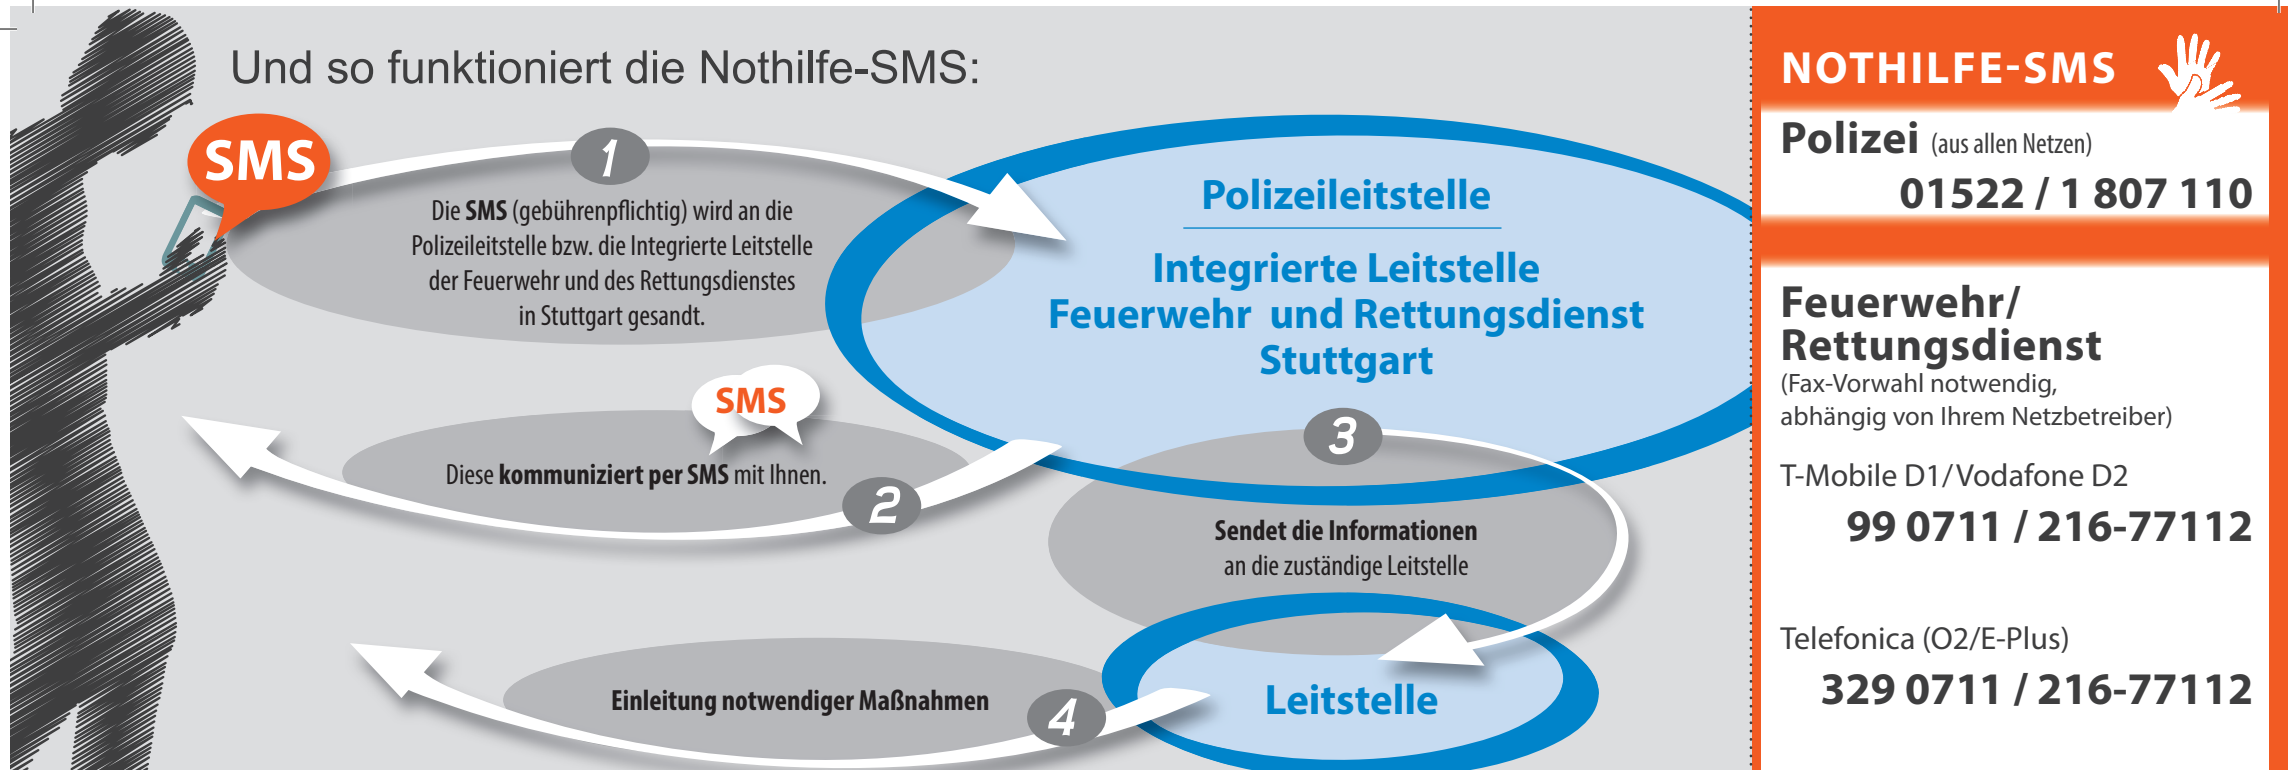 Und so funktioniert die Nothilfe-SMS:
SMS
1
Die SMS (gebührenpflichtig) wird an die
Polizeileitstelle bzw. die Integrierte Leitstelle
der Feuerwehr und des Rettungsdienstes
in Stuttgart gesandt.
Polizeileitstelle
Integrierte Leitstelle
Feuerwehr und Rettungsdienst
Stuttgart
SMS
Diese kommuniziert per SMS mit Ihnen.
2
3
Sendet die Informationen
an die zuständige Leitstelle
Einleitung notwendiger Maßnahmen
4
Leitstelle
NOTHILFE-SMS
Polizei (aus allen Netzen)
01522 / 1 807 110
Feuerwehr/
Rettungsdienst
(Fax-Vorwahl notwendig,
abhängig von Ihrem Netzbetreiber)
T-Mobile D1/Vodafone D2
99 0711 / 216-77112
Telefonica (O2/E-Plus)
329 0711 / 216-77112